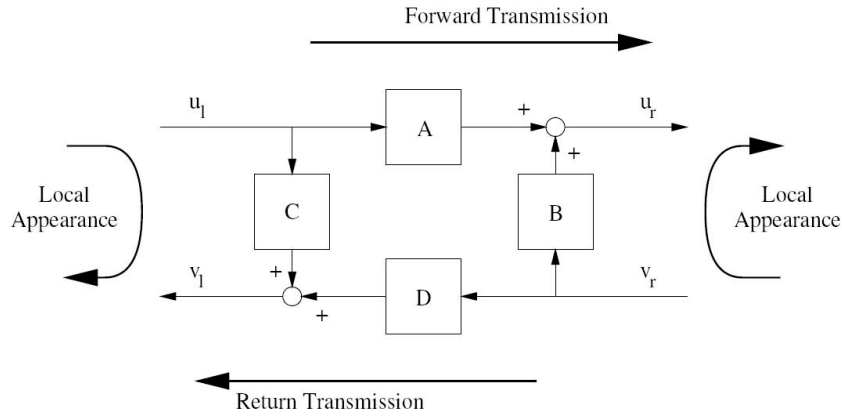 Forward Transmission
u_l
A
+
u_r
+
Local
Appearance
C
B
Local
Appearance
v_l
+
+
D
v_r
Return Transmission